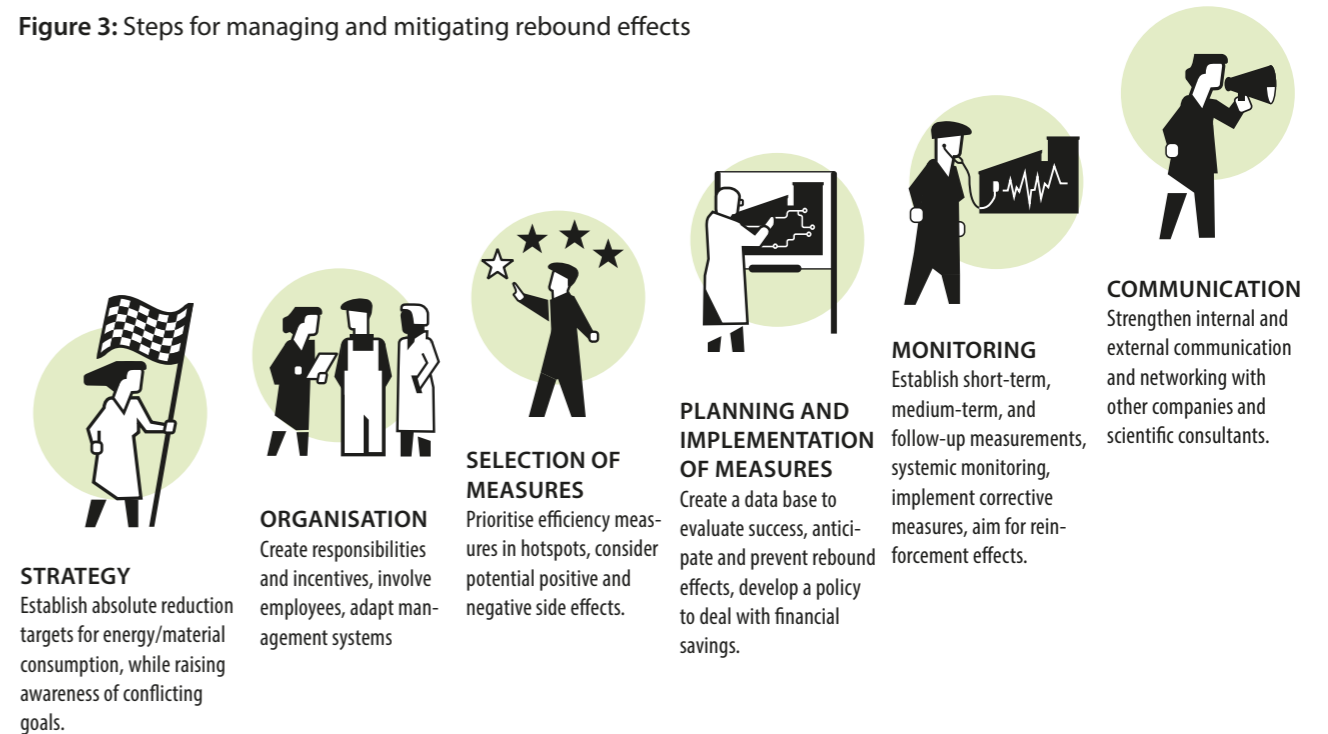 Figure 3: Steps for managing and mitigating rebound effects
STRATEGY
Establish absolute reduction
targets for energy/material
consumption, while raising
awareness of conflicting
goals.
ORGANISATION
Create responsibilities
and incentives, involve
employees, adapt man-
agement systems
SELECTION OF
MEASURES
Prioritise efficiency meas-
ures in hotspots, consider
potential positive and
negative side effects.
PLANNING AND
IMPLEMENTATION
OF MEASURES
Create a data base to
evaluate success, antici-
pate and prevent rebound
effects, develop a policy
to deal with financial
savings.
MONITORING
Establish short-term,
medium-term, and
follow-up measurements,
systemic monitoring,
implement corrective
measures, aim for rein-
forcement effects.
COMMUNICATION
Strengthen internal and
external communication
and networking with
other companies and
scientific consultants.